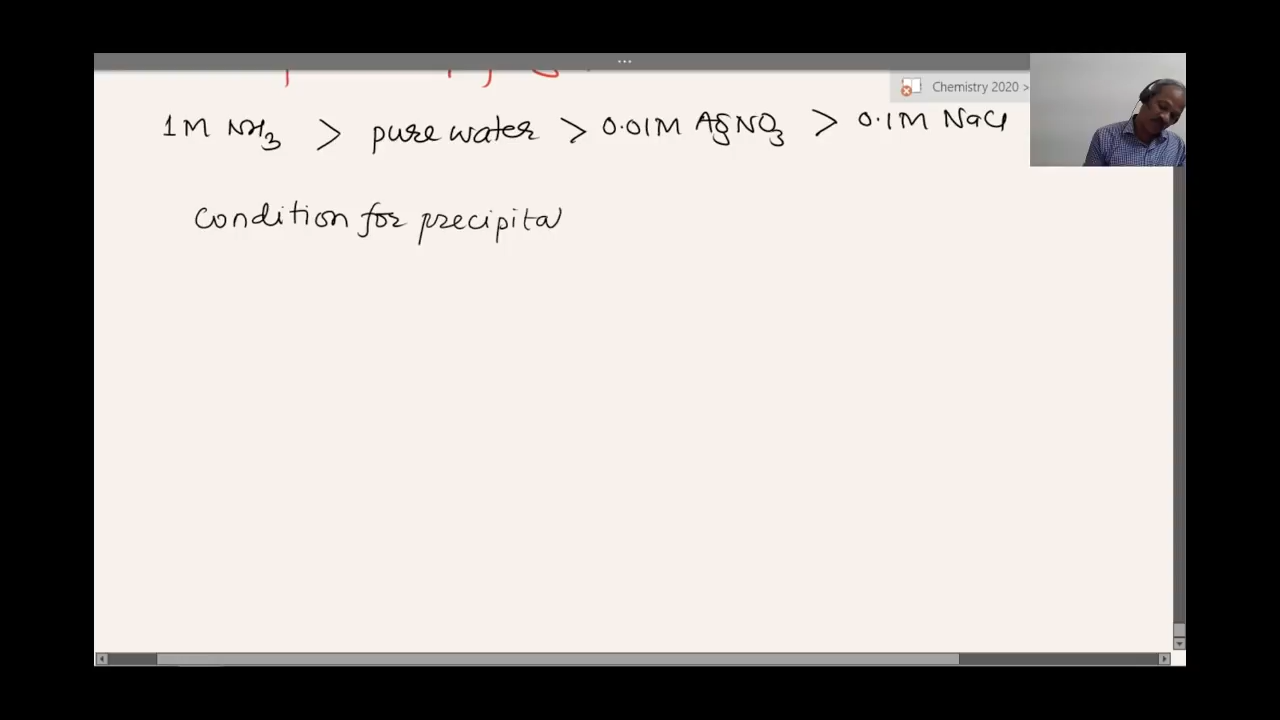 Chemistry 2020 >
1M NH3 > pure water > 0.01M AgNO3 > 0.1M NaCl
condition for precipita